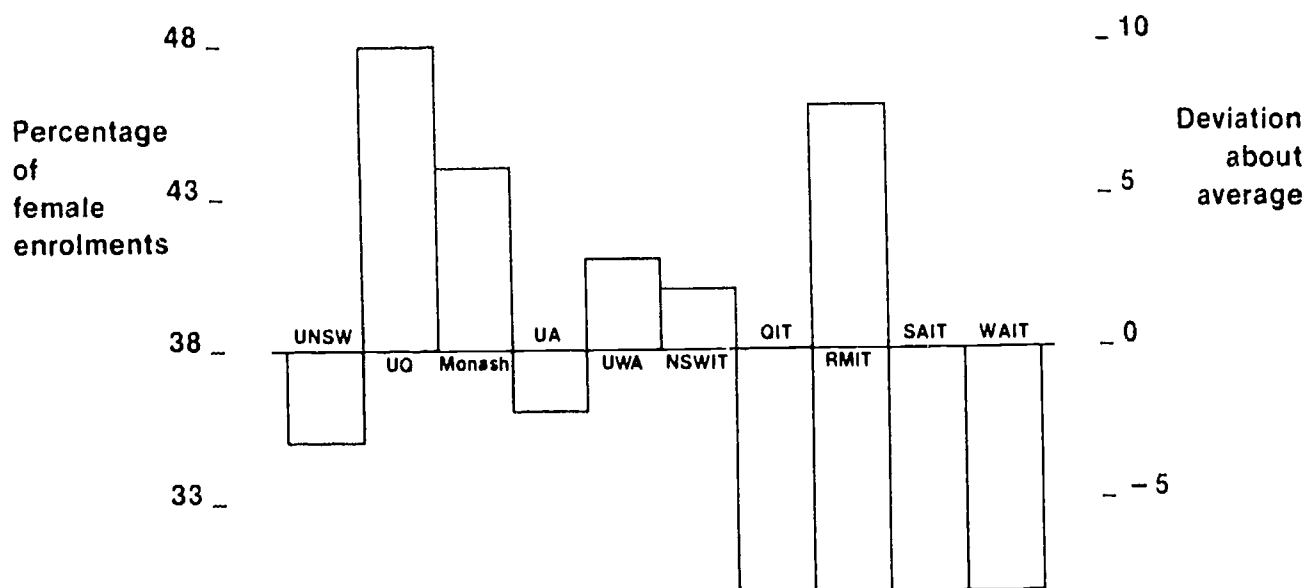 48
10
Percentage
of
female
enrolments
Deviation
about
average
43
5
UNSW
UA
QIT
SAIT
WAIT
38
0
UQ
Monash
UWA
NSWIT
RMIT
33
-5